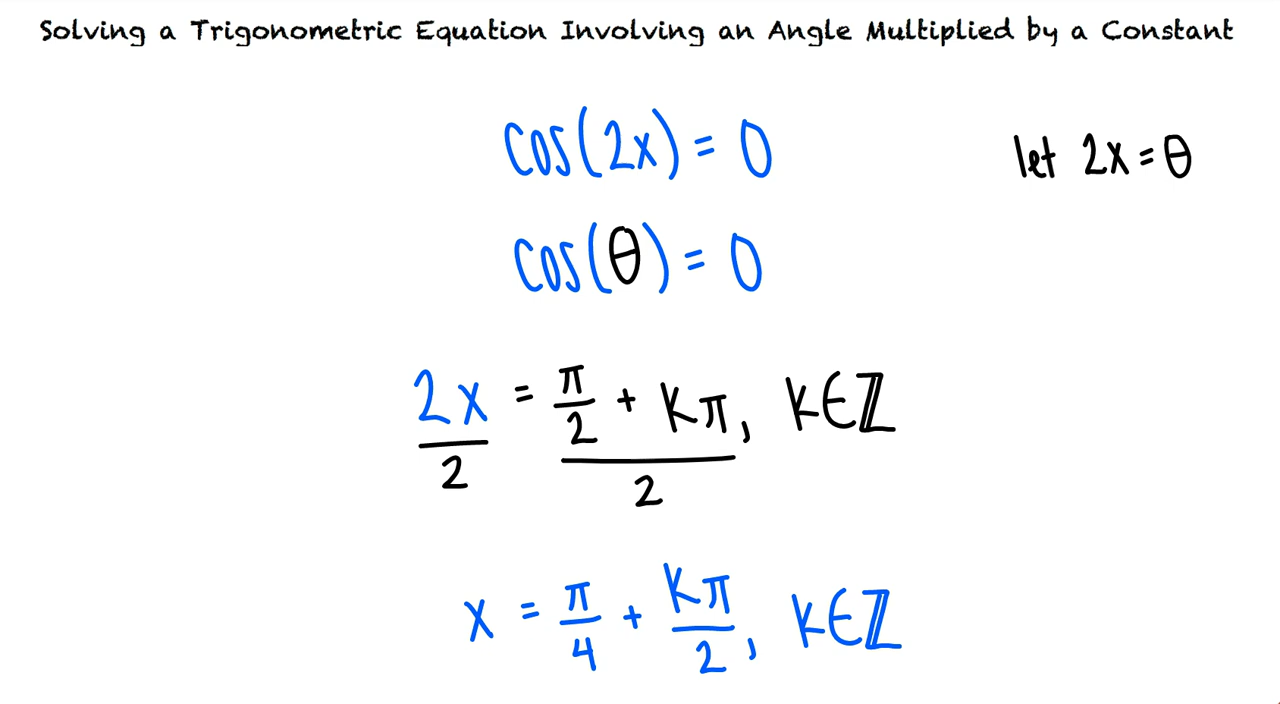 Solving a Trigonometric Equation Involving an Angle Multiplied by a Constant
cos(2x) = 0
let 2x = θ
cos(θ) = 0
2x/2 = (π/2 + kπ)/2, k∈ℤ
x = π/4 + kπ/2, k∈ℤ